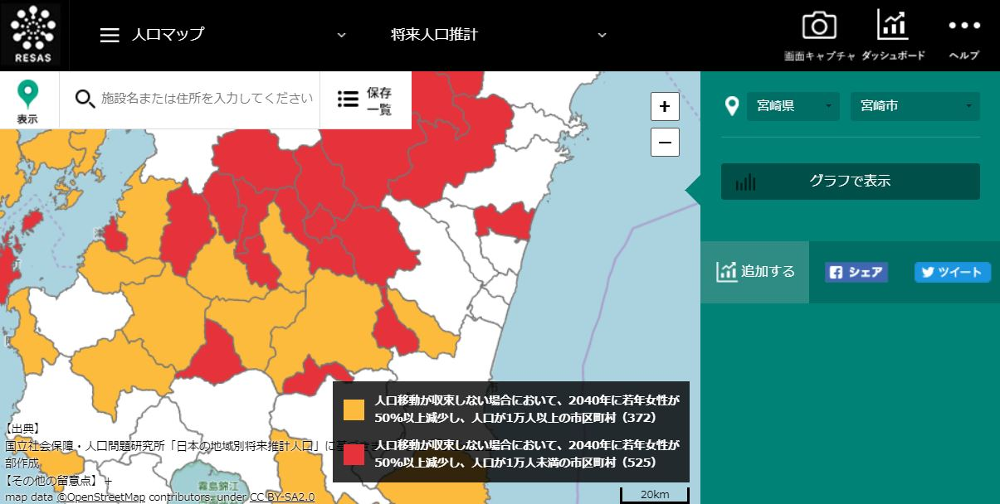 RESAS
人口マップ
将来人口推計
画面キャプチャ
ダッシュボード
ヘルプ
表示
施設名または住所を入力してください
保存
一覧
+
−
宮崎県
宮崎市
グラフで表示
追加する
シェア
ツイート
人口移動が収束しない場合において、2040年に若年女性が
50%以上減少し、人口が1万人以上の市区町村（372）
人口移動が収束しない場合において、2040年に若年女性が
50%以上減少し、人口が1万人未満の市区町村（525）
【出典】
国立社会保障・人口問題研究所「日本の地域別将来推計人口」に基づき
部作成
【その他の留意点】+
霧島錦江
map data @OpenStreetMap contributors, under CC BY-SA2.0
20km